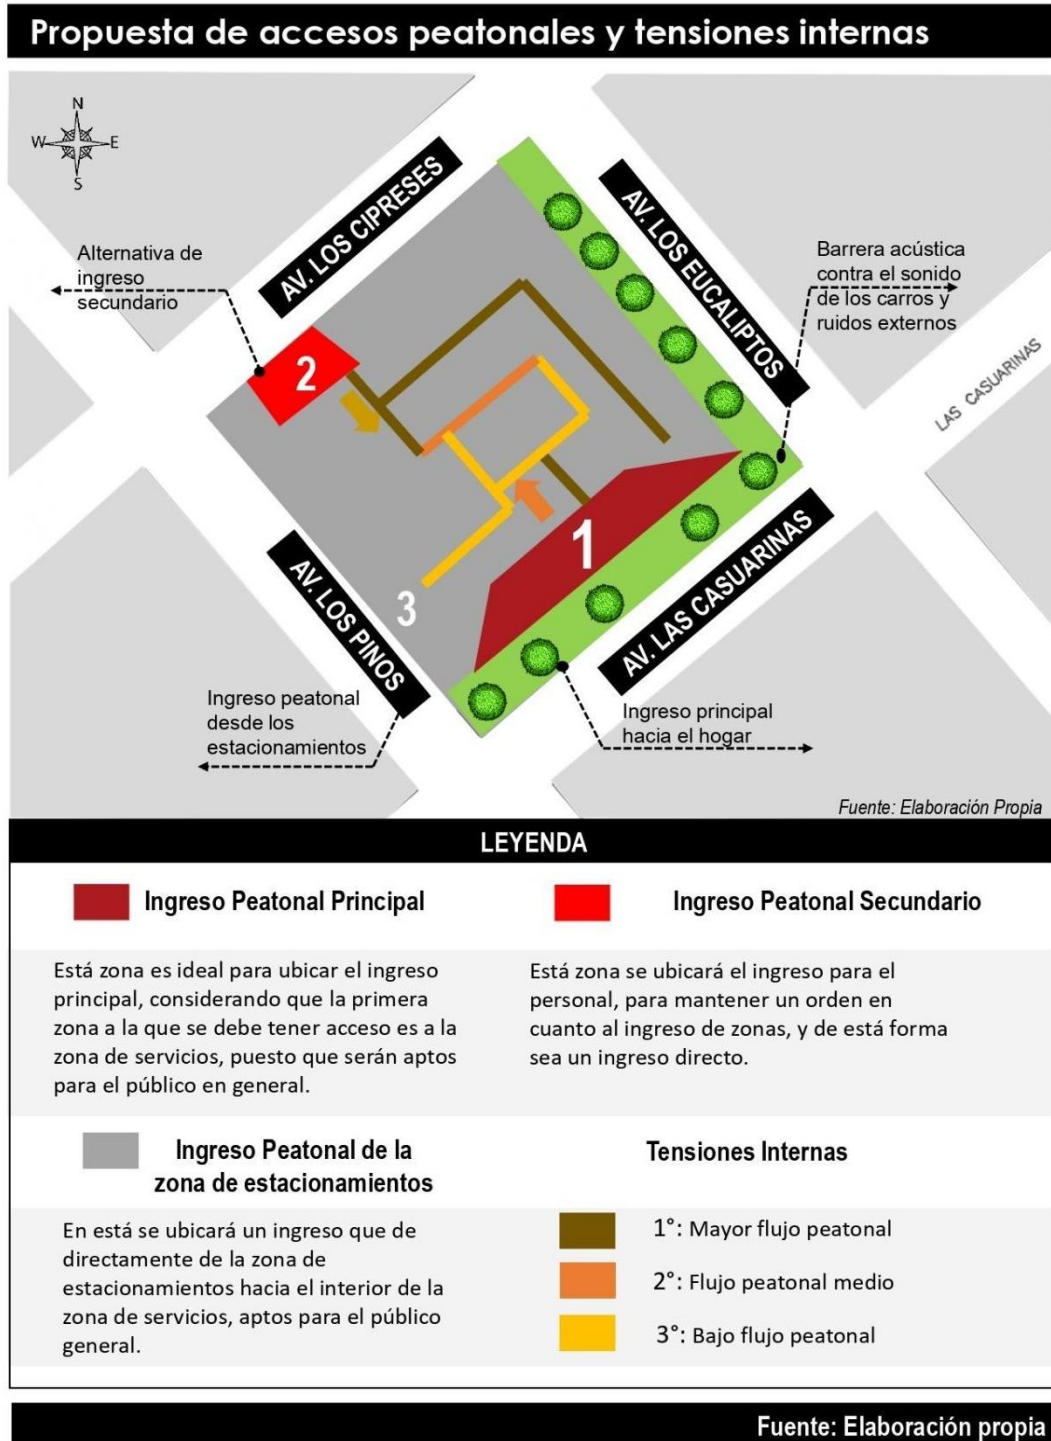 Propuesta de accesos peatonales y tensiones internas
N
W E
S
AV. LOS CIPRESES
AV. LOS EUCALIPTOS
Alternativa de
ingreso
secundario
Barrera acústica
contra el sonido
de los carros y
ruidos externos
LAS CASUARINAS
2
1
3
AV. LOS PINOS
AV. LAS CASUARINAS
Ingreso peatonal
desde los
estacionamientos
Ingreso principal
hacia el hogar
Fuente: Elaboración Propia
LEYENDA
Ingreso Peatonal Principal
Está zona es ideal para ubicar el ingreso
principal, considerando que la primera
zona a la que se debe tener acceso es a la
zona de servicios, puesto que serán aptos
para el público en general.
Ingreso Peatonal Secundario
Está zona se ubicará el ingreso para el
personal, para mantener un orden en
cuanto al ingreso de zonas, y de está forma
sea un ingreso directo.
Ingreso Peatonal de la
zona de estacionamientos
En está se ubicará un ingreso que de
directamente de la zona de
estacionamientos hacia el interior de la
zona de servicios, aptos para el público
general.
Tensiones Internas
1°: Mayor flujo peatonal
2°: Flujo peatonal medio
3°: Bajo flujo peatonal
Fuente: Elaboración propia